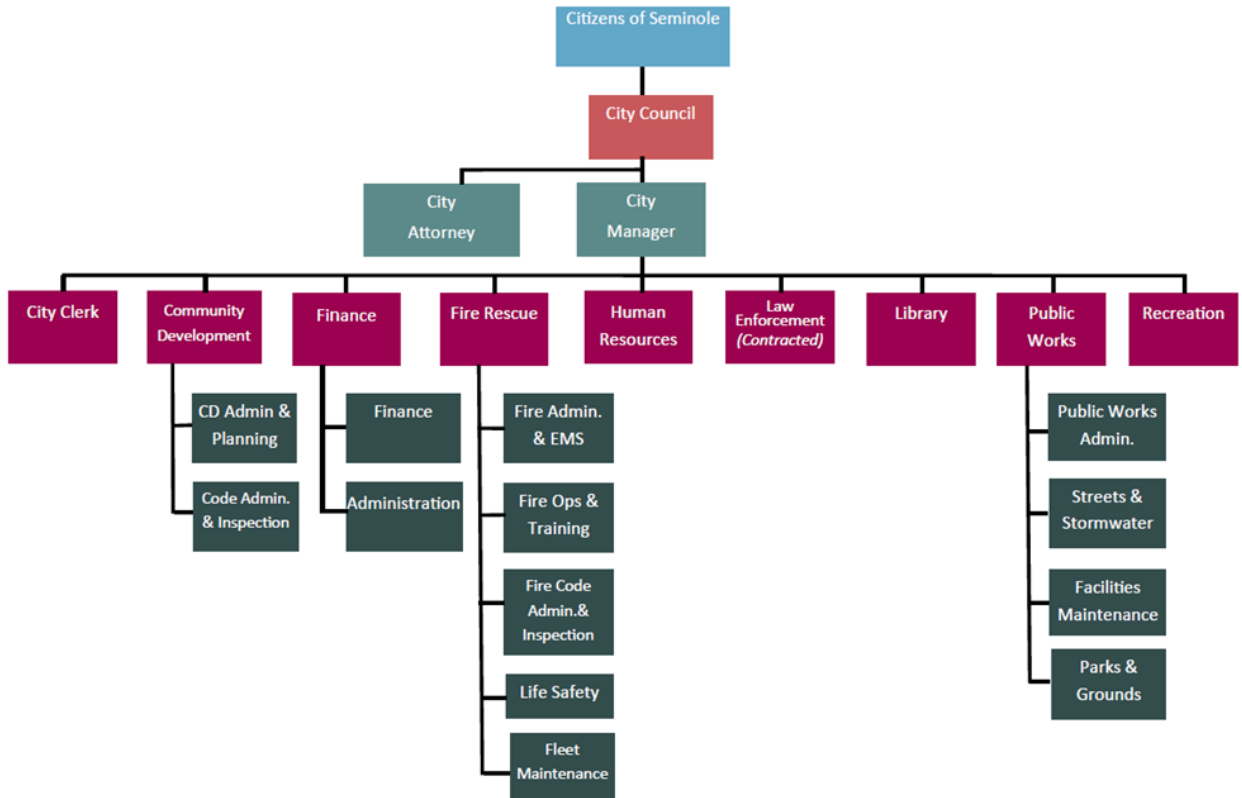 Citizens of Seminole
City Council
City
Attorney
City
Manager
City Clerk
Community
Development
Finance
Fire Rescue
Human
Resources
Law
Enforcement
(Contracted)
Library
Public
Works
Recreation
CD Admin &
Planning
Code Admin.
& Inspection
Finance
Administration
Fire Admin.
& EMS
Fire Ops &
Training
Fire Code
Admin.&
Inspection
Life Safety
Fleet
Maintenance
Public Works
Admin.
Streets &
Stormwater
Facilities
Maintenance
Parks &
Grounds